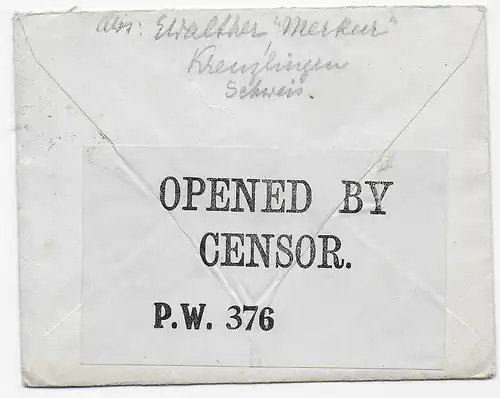 Abs: E.Walther, "Merkur"
Kreuzlingen
Schweiz.
OPENED BY
CENSOR.
P.W. 376